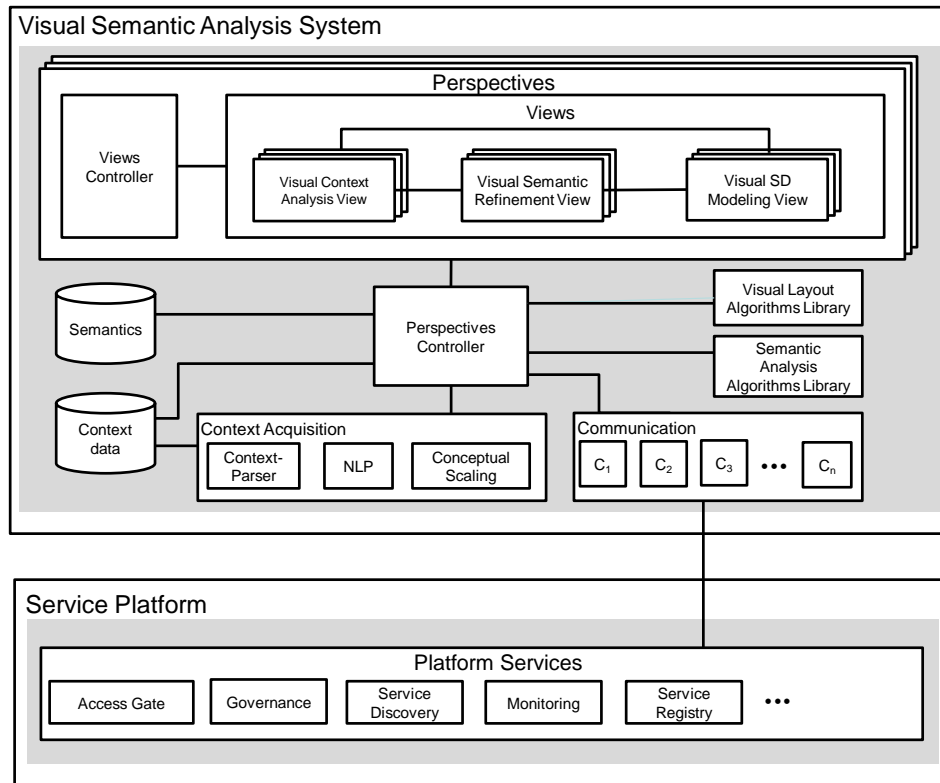 Visual Semantic Analysis System
Perspectives
Views
Views
Controller
Visual Context
Analysis View
Visual Semantic
Refinement View
Visual SD
Modeling View
Semantics
Perspectives
Controller
Visual Layout
Algorithms Library
Semantic
Analysis
Algorithms Library
Context
data
Context Acquisition
Context-
Parser
NLP
Conceptual
Scaling
Communication
C1
C2
C3
•••
Cn
Service Platform
Platform Services
Access Gate
Governance
Service
Discovery
Monitoring
Service
Registry
•••